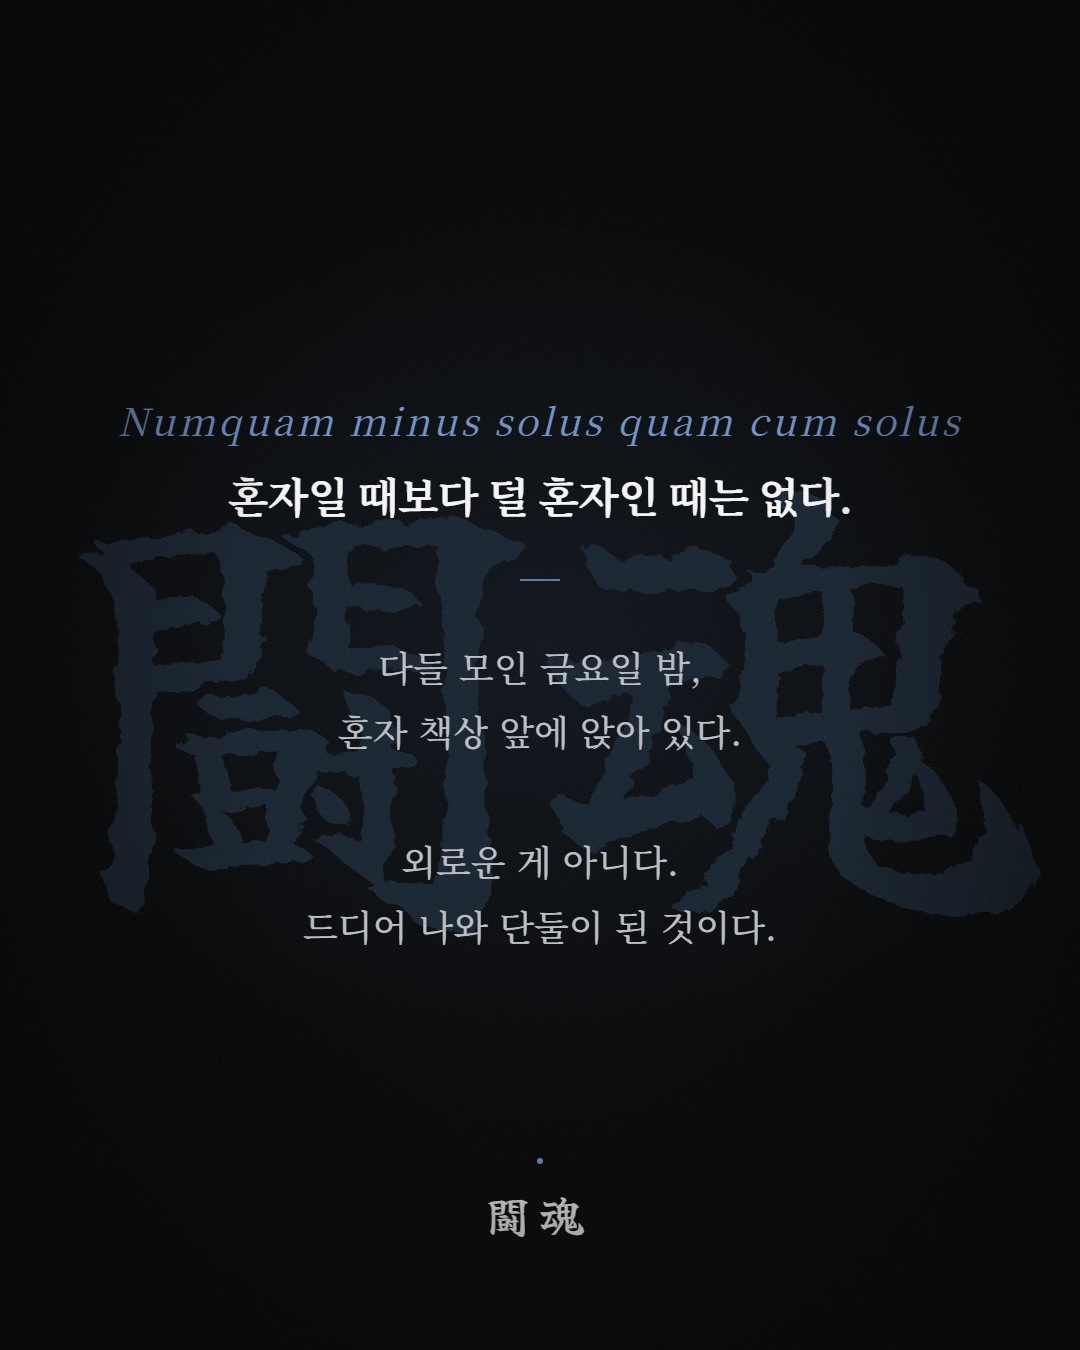 Numquam minus solus quam cum solus
혼자일 때보다 덜 혼자인 때는 없다.
闘魂
다들 모인 금요일 밤,
혼자 책상 앞에 앉아 있다.
외로운 게 아니다.
드디어 나와 단둘이 된 것이다.
闘魂